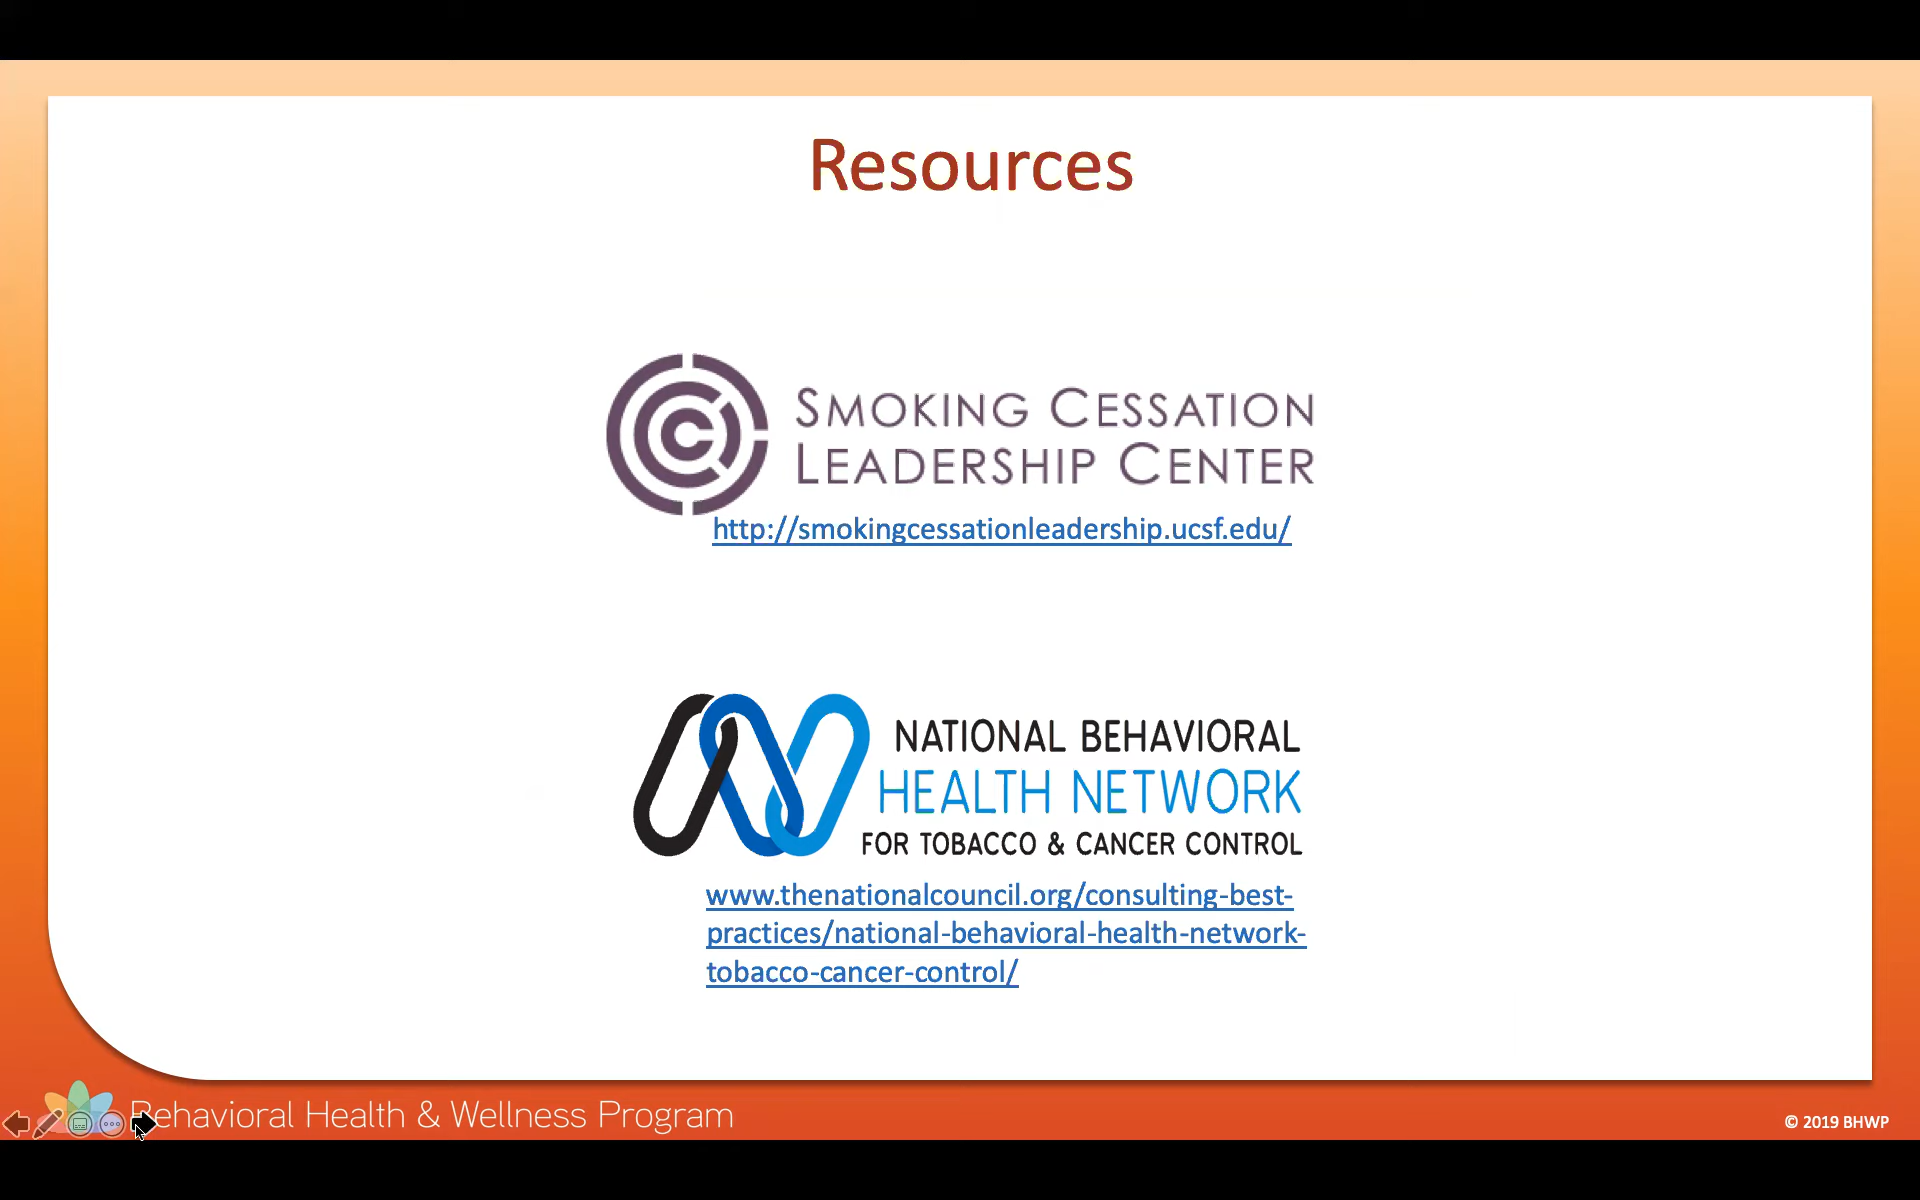 Resources
SMOKING CESSATION
LEADERSHIP CENTER
http://smokingcessationleadership.ucsf.edu/
NATIONAL BEHAVIORAL
HEALTH NETWORK
FOR TOBACCO & CANCER CONTROL
www.thenationalcouncil.org/consulting-best-
practices/national-behavioral-health-network-
tobacco-cancer-control/
Behavioral Health & Wellness Program
© 2019 BHWP